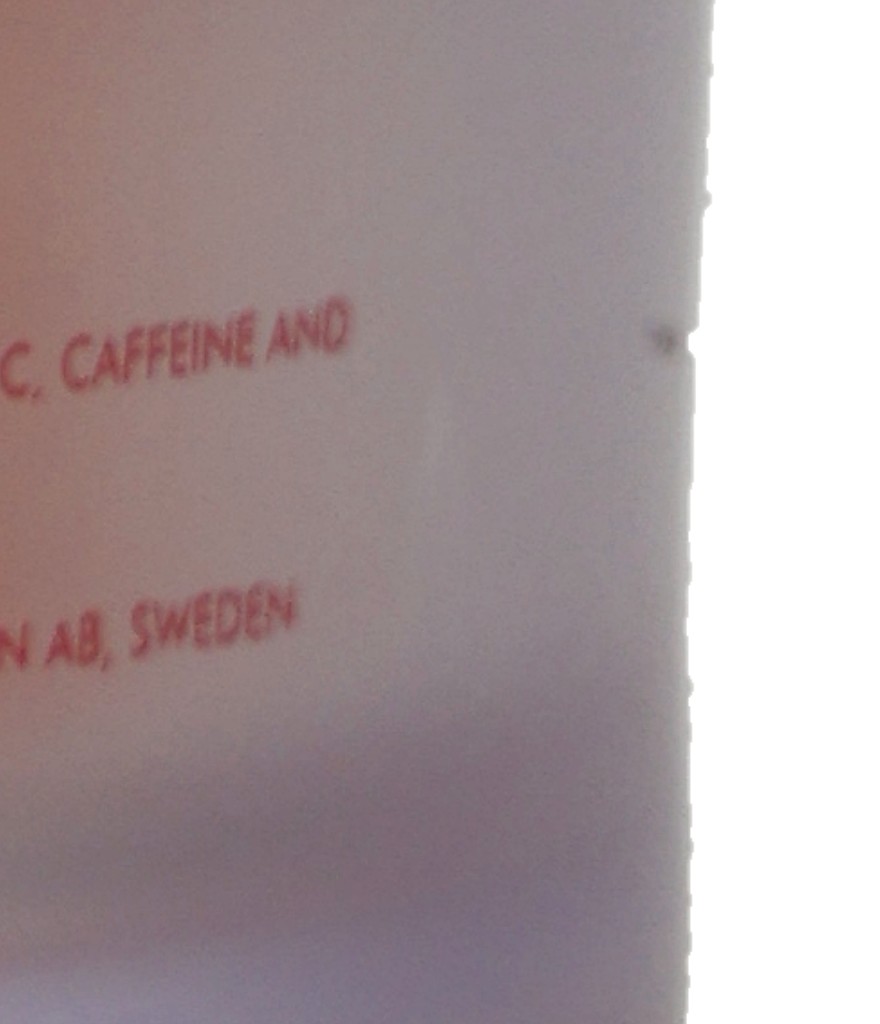 C, CAFFEINE AND
N AB, SWEDEN